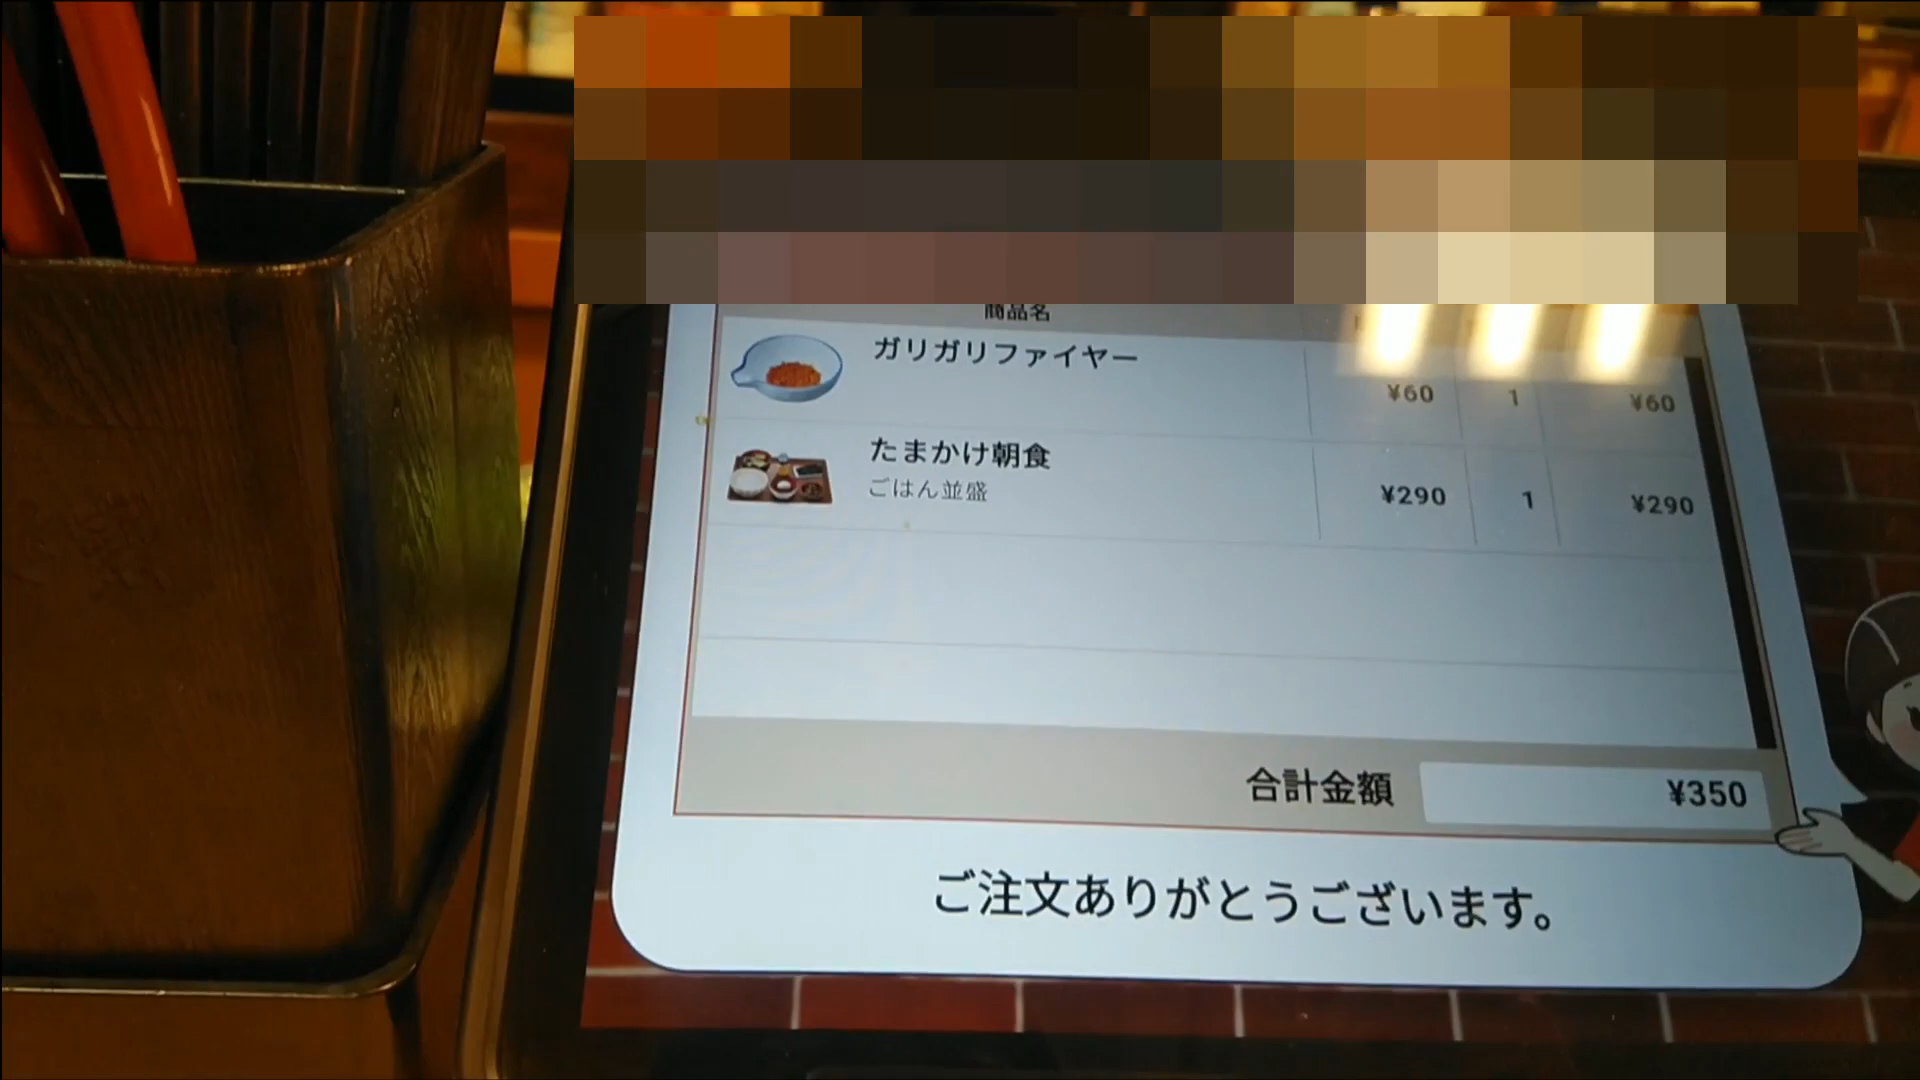 商品名
ガリガリファイヤー
¥60 1 ¥60
たまかけ朝食
ごはん並盛
¥290 1 ¥290
合計金額 ¥350
ご注文ありがとうございます。